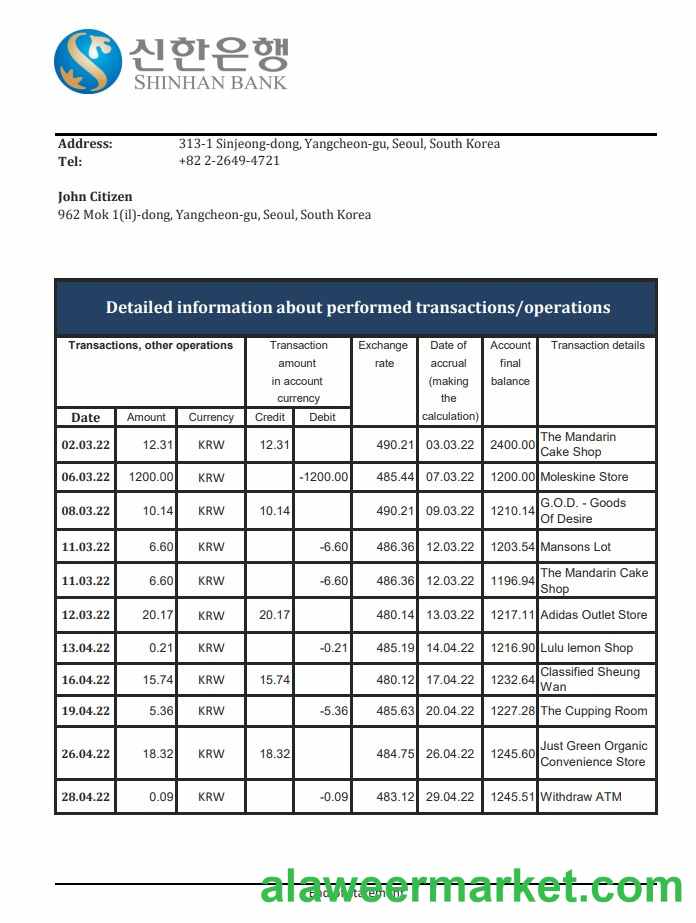 신한은행
SHINHAN BANK
Address: 313-1 Sinjeong-dong, Yangcheon-gu, Seoul, South Korea
Tel: +82 2-2649-4721
John Citizen
962 Mok 1(il)-dong, Yangcheon-gu, Seoul, South Korea
Detailed information about performed transactions/operations
Transactions, other operations
Transaction
amount
in account
currency
Exchange
rate
Date of
accrual
(making
the
calculation)
Account
final
balance
Transaction details
Date Amount Currency Credit Debit
02.03.22 12.31 KRW 12.31 490.21 03.03.22 2400.00 The Mandarin
Cake Shop
06.03.22 1200.00 KRW -1200.00 485.44 07.03.22 1200.00 Moleskine Store
08.03.22 10.14 KRW 10.14 490.21 09.03.22 1210.14 G.O.D. - Goods
Of Desire
11.03.22 6.60 KRW -6.60 486.36 12.03.22 1203.54 Mansons Lot
11.03.22 6.60 KRW -6.60 486.36 12.03.22 1196.94 The Mandarin Cake
Shop
12.03.22 20.17 KRW 20.17 480.14 13.03.22 1217.11 Adidas Outlet Store
13.04.22 0.21 KRW -0.21 485.19 14.04.22 1216.90 Lulu lemon Shop
16.04.22 15.74 KRW 15.74 480.12 17.04.22 1232.64 Classified Sheung
Wan
19.04.22 5.36 KRW -5.36 485.63 20.04.22 1227.28 The Cupping Room
26.04.22 18.32 KRW 18.32 484.75 26.04.22 1245.60 Just Green Organic
Convenience Store
28.04.22 0.09 KRW -0.09 483.12 29.04.22 1245.51 Withdraw ATM
alaweermarket.com